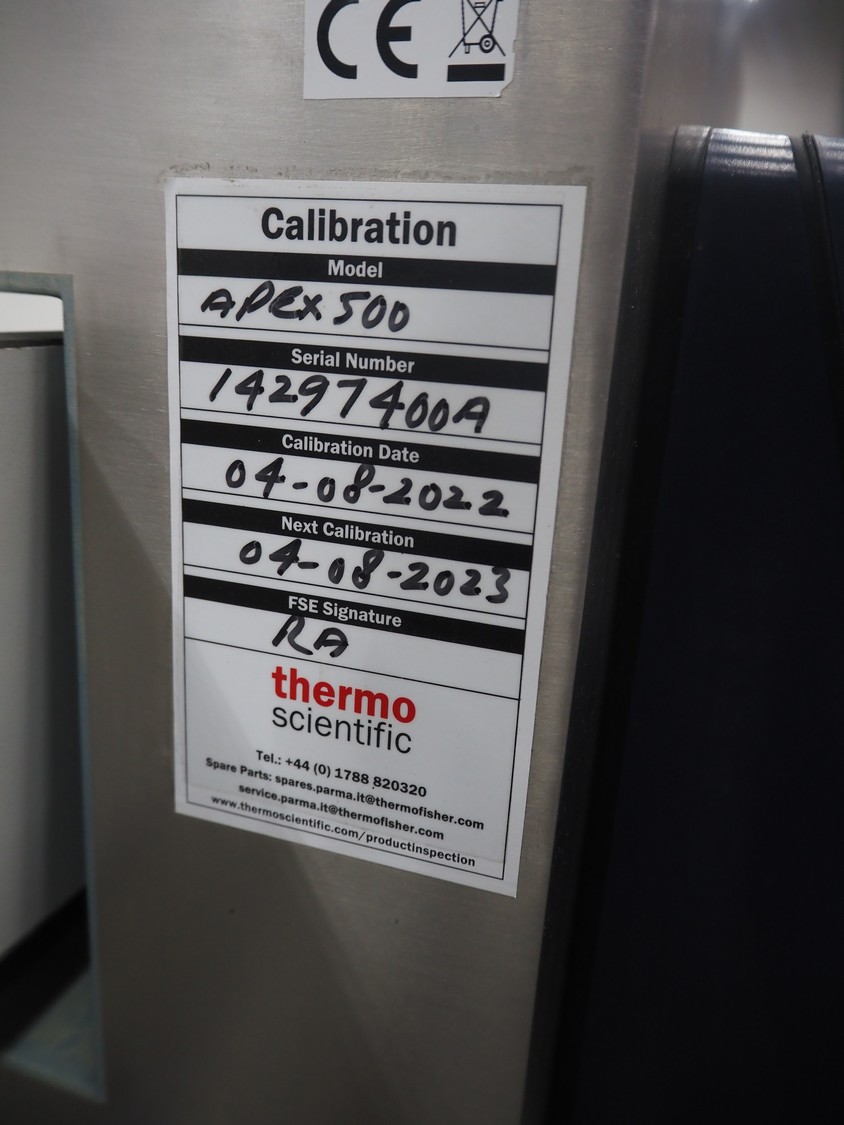 CE
Calibration
Model
APEX 500
Serial Number
14297400A
Calibration Date
04-08-2022
Next Calibration
04-08-2023
FSE Signature
RA
thermo
scientific
Tel.: +44 (0) 1788 820320
Spare Parts: spares.parma.it@thermofisher.com
service.parma.it@thermofisher.com
www.thermoscientific.com/productinspection